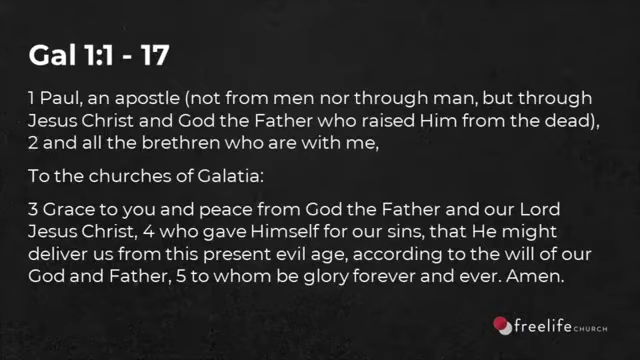 Gal 1:1 - 17
1 Paul, an apostle (not from men nor through man, but through
Jesus Christ and God the Father who raised Him from the dead),
2 and all the brethren who are with me,
To the churches of Galatia:
3 Grace to you and peace from God the Father and our Lord
Jesus Christ, 4 who gave Himself for our sins, that He might
deliver us from this present evil age, according to the will of our
God and Father, 5 to whom be glory forever and ever. Amen.
freelife CHURCH